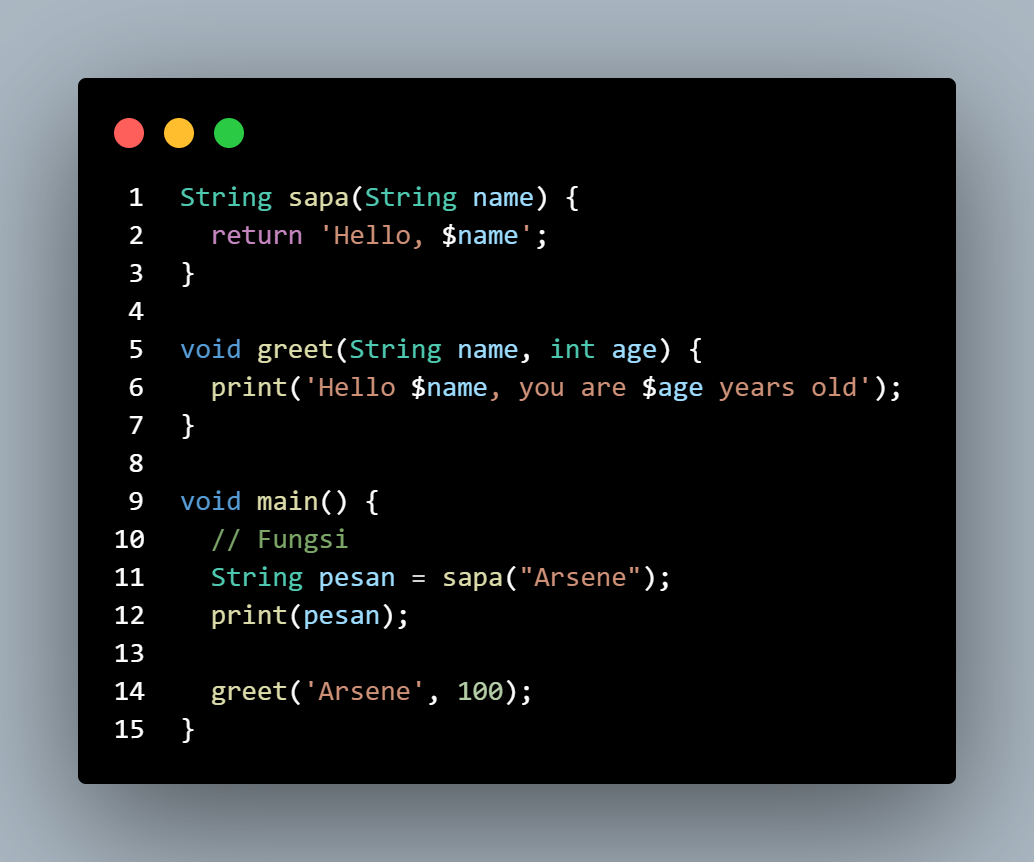 1 String sapa(String name) {
2   return 'Hello, $name';
3 }
4
5 void greet(String name, int age) {
6   print('Hello $name, you are $age years old');
7 }
8
9 void main() {
10   // Fungsi
11   String pesan = sapa("Arsene");
12   print(pesan);
13
14   greet('Arsene', 100);
15 }